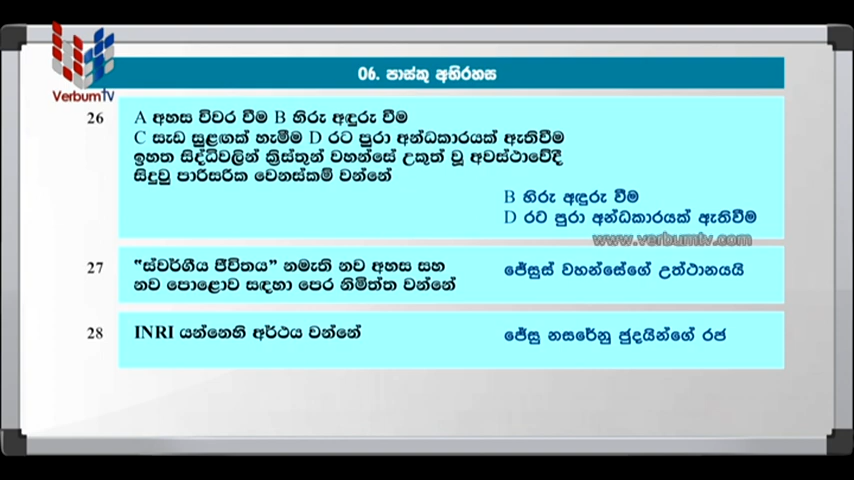 VerbumTV
06. පාස්කු අභිරහස
26
A අහස විවර වීම B හිරු අඳුරු වීම
C සැඩ සුළඟක් හැමීම D රට පුරා අන්ධකාරයක් ඇතිවීම
ඉහත සිද්ධිවලින් ක්‍රිස්තුන් වහන්සේ උකුත් වූ අවස්ථාවේදී
සිදුවු පාරිසරික වෙනස්කම් වන්නේ
B හිරු අඳුරු වීම
D රට පුරා අන්ධකාරයක් ඇතිවීම
www.verbumtv.com
27
“ස්වර්ගීය ජීවිතය” නමැති නව අහස සහ
නව පොළොව සඳහා පෙර නිමිත්ත වන්නේ
ජේසුස් වහන්සේගේ උත්ථානයයි
28
INRI යන්නෙහි අර්ථය වන්නේ
ජේසු නසරේනු ජුදයින්ගේ රජ